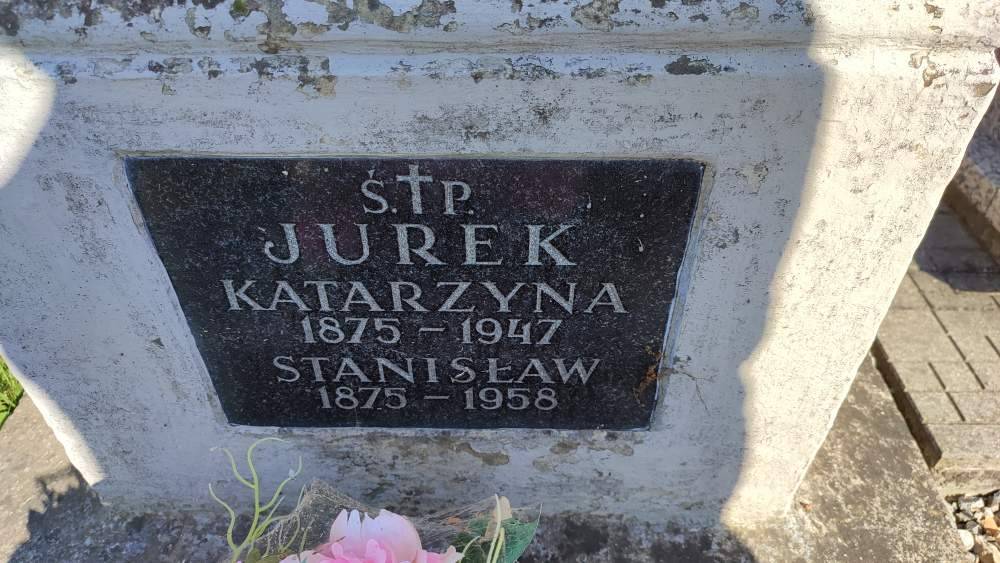 Ś.✝P.
JUREK
KATARZYNA
1875 – 1947
STANISŁAW
1875 – 1958